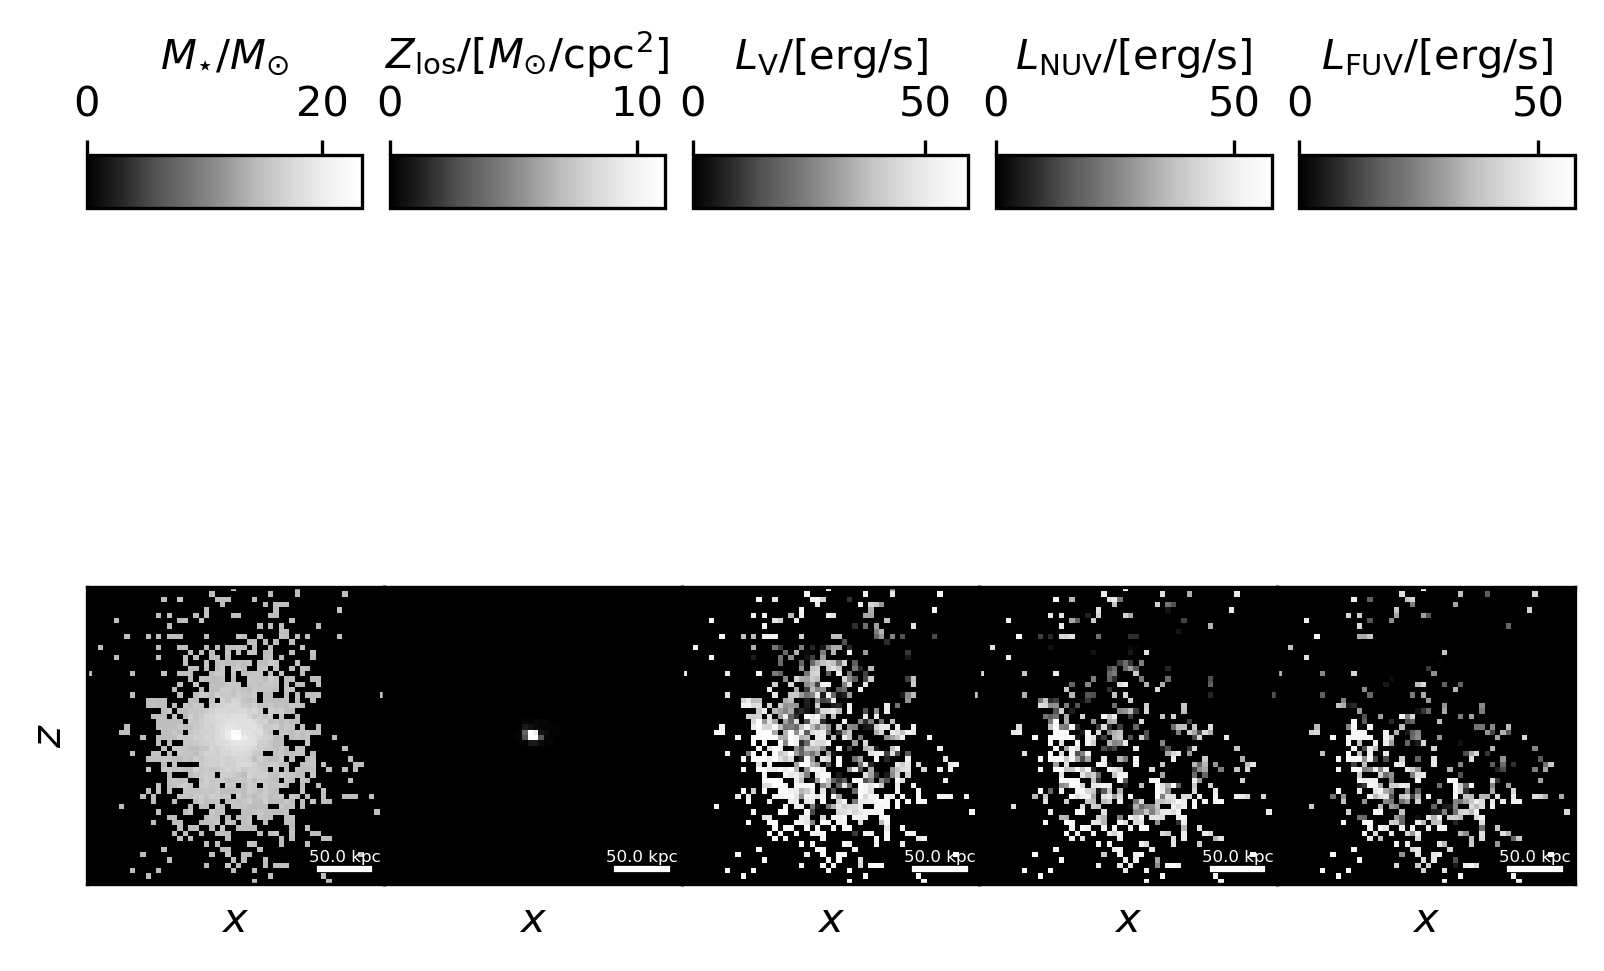 M⋆/M⊙ Z_los/[M⊙/cpc²] L_V/[erg/s] L_NUV/[erg/s] L_FUV/[erg/s]
0 20 0 10 0 50 0 50 0 50
z
50.0 kpc 50.0 kpc 50.0 kpc 50.0 kpc 50.0 kpc
x x x x x